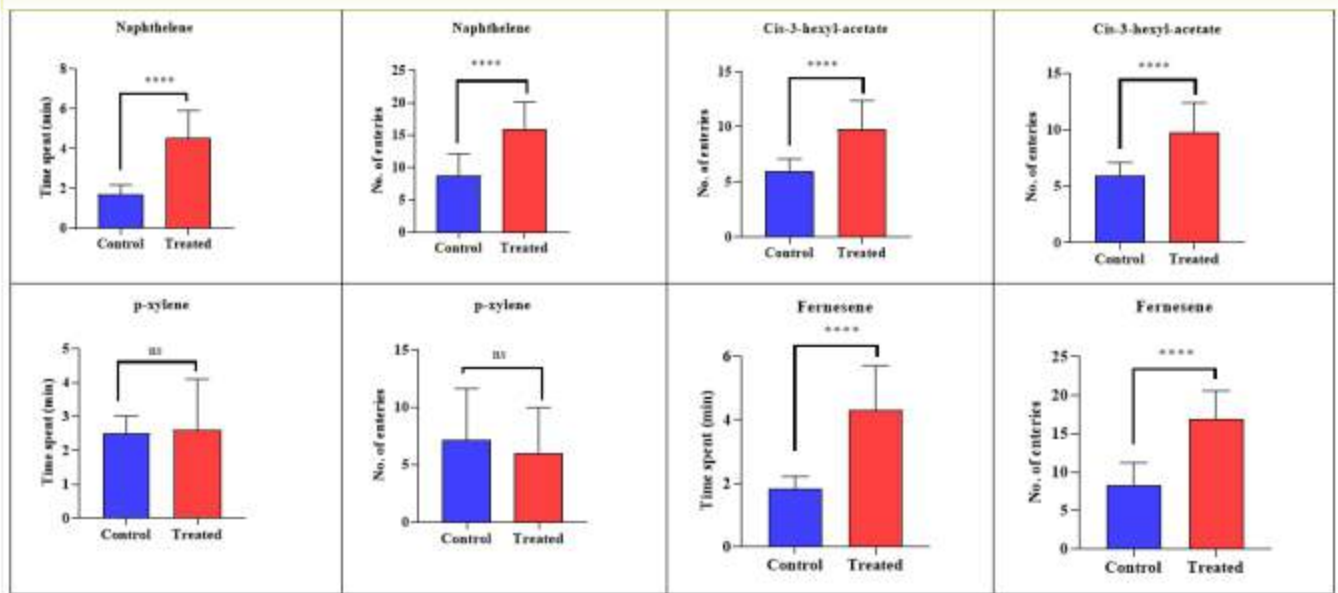 Naphthelene
Time spent (min)
8
6
4
2
0
****
Control Treated
Naphthelene
No. of enteries
25
20
15
10
5
0
****
Control Treated
Cis-3-hexyl-acetate
No. of enteries
15
10
5
0
****
Control Treated
Cis-3-hexyl-acetate
No. of enteries
15
10
5
0
****
Control Treated
p-xylene
Time spent (min)
5
4
3
2
1
0
ns
Control Treated
p-xylene
No. of enteries
15
10
5
0
ns
Control Treated
Fernesene
Time spent (min)
6
4
2
0
****
Control Treated
Fernesene
No. of enteries
25
20
15
10
5
0
****
Control Treated